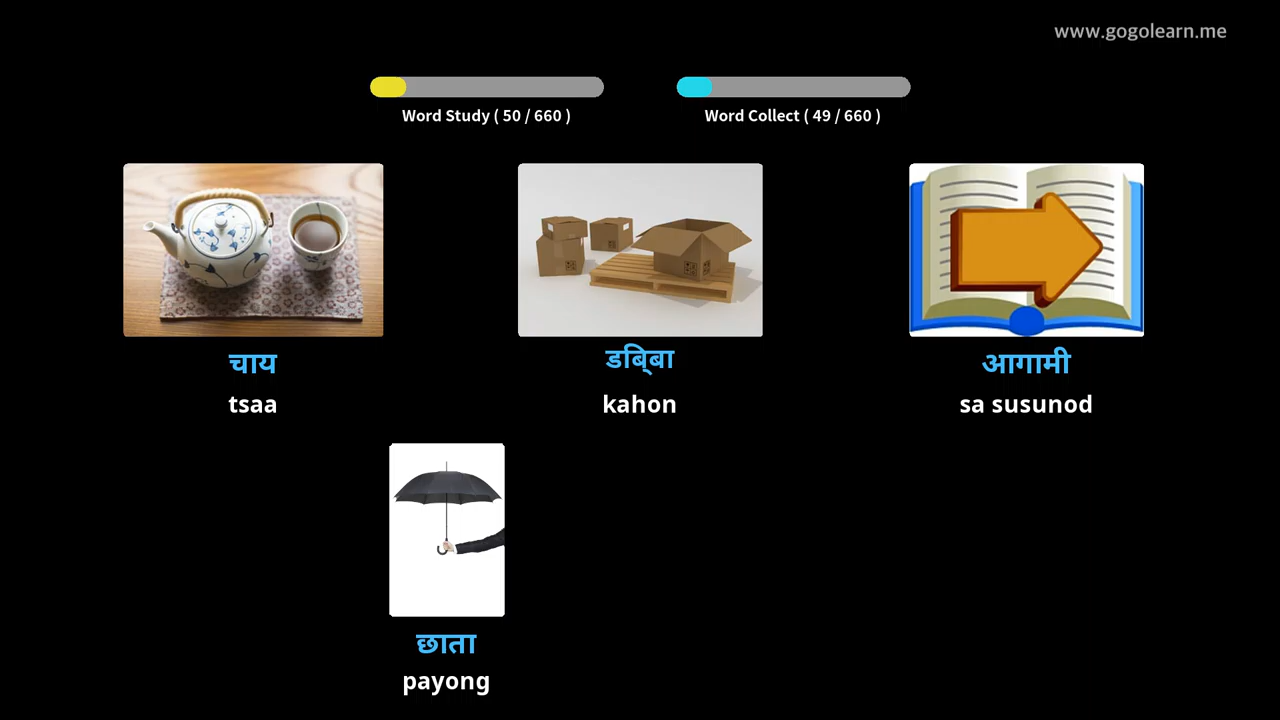 www.gogolearn.me
Word Study ( 50 / 660 )
Word Collect ( 49 / 660 )
चाय
tsaa
डब्बिा
kahon
आगामी
sa susunod
छाता
payong